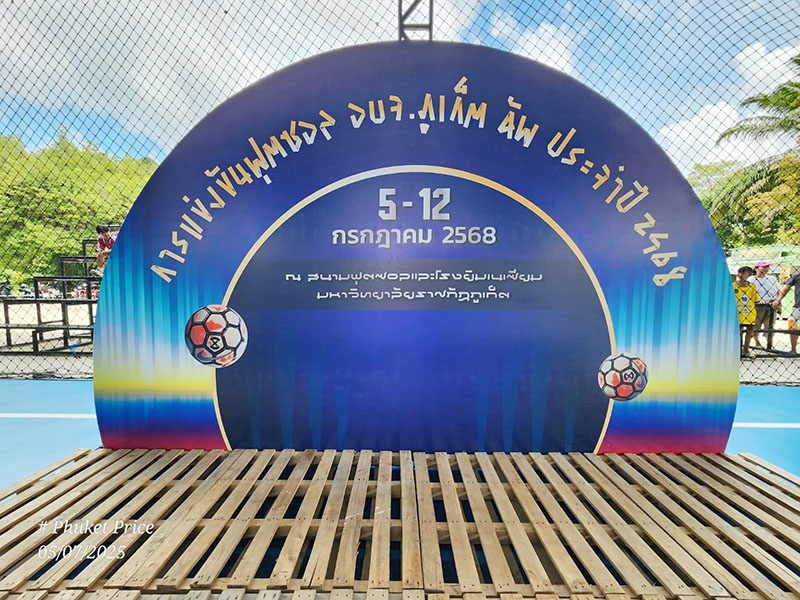 การแข่งขันฟุตซอล อบจ.ภูเก็ต คัพ ประจำปี 2568
5-12
กรกฎาคม 2568
ณ สนามฟุตซอลและโรงยิมเนเซียม
มหาวิทยาลัยราชภัฏภูเก็ต
# Phuket Price
05/07/2025